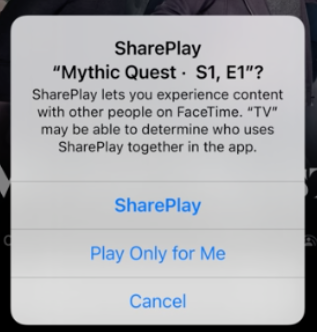 SharePlay
“Mythic Quest · S1, E1”?
SharePlay lets you experience content
with other people on FaceTime. “TV”
may be able to determine who uses
SharePlay together in the app.
SharePlay
Play Only for Me
Cancel